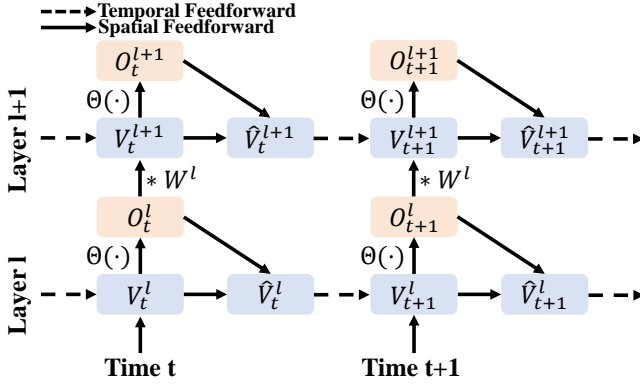 Temporal Feedforward
Spatial Feedforward
Layer l+1
O_t^{l+1} O_{t+1}^{l+1}
Θ(·) Θ(·)
V_t^{l+1} V̂_t^{l+1} V_{t+1}^{l+1} V̂_{t+1}^{l+1}
* W^l * W^l
Layer l
O_t^l O_{t+1}^l
Θ(·) Θ(·)
V_t^l V̂_t^l V_{t+1}^l V̂_{t+1}^l
Time t Time t+1